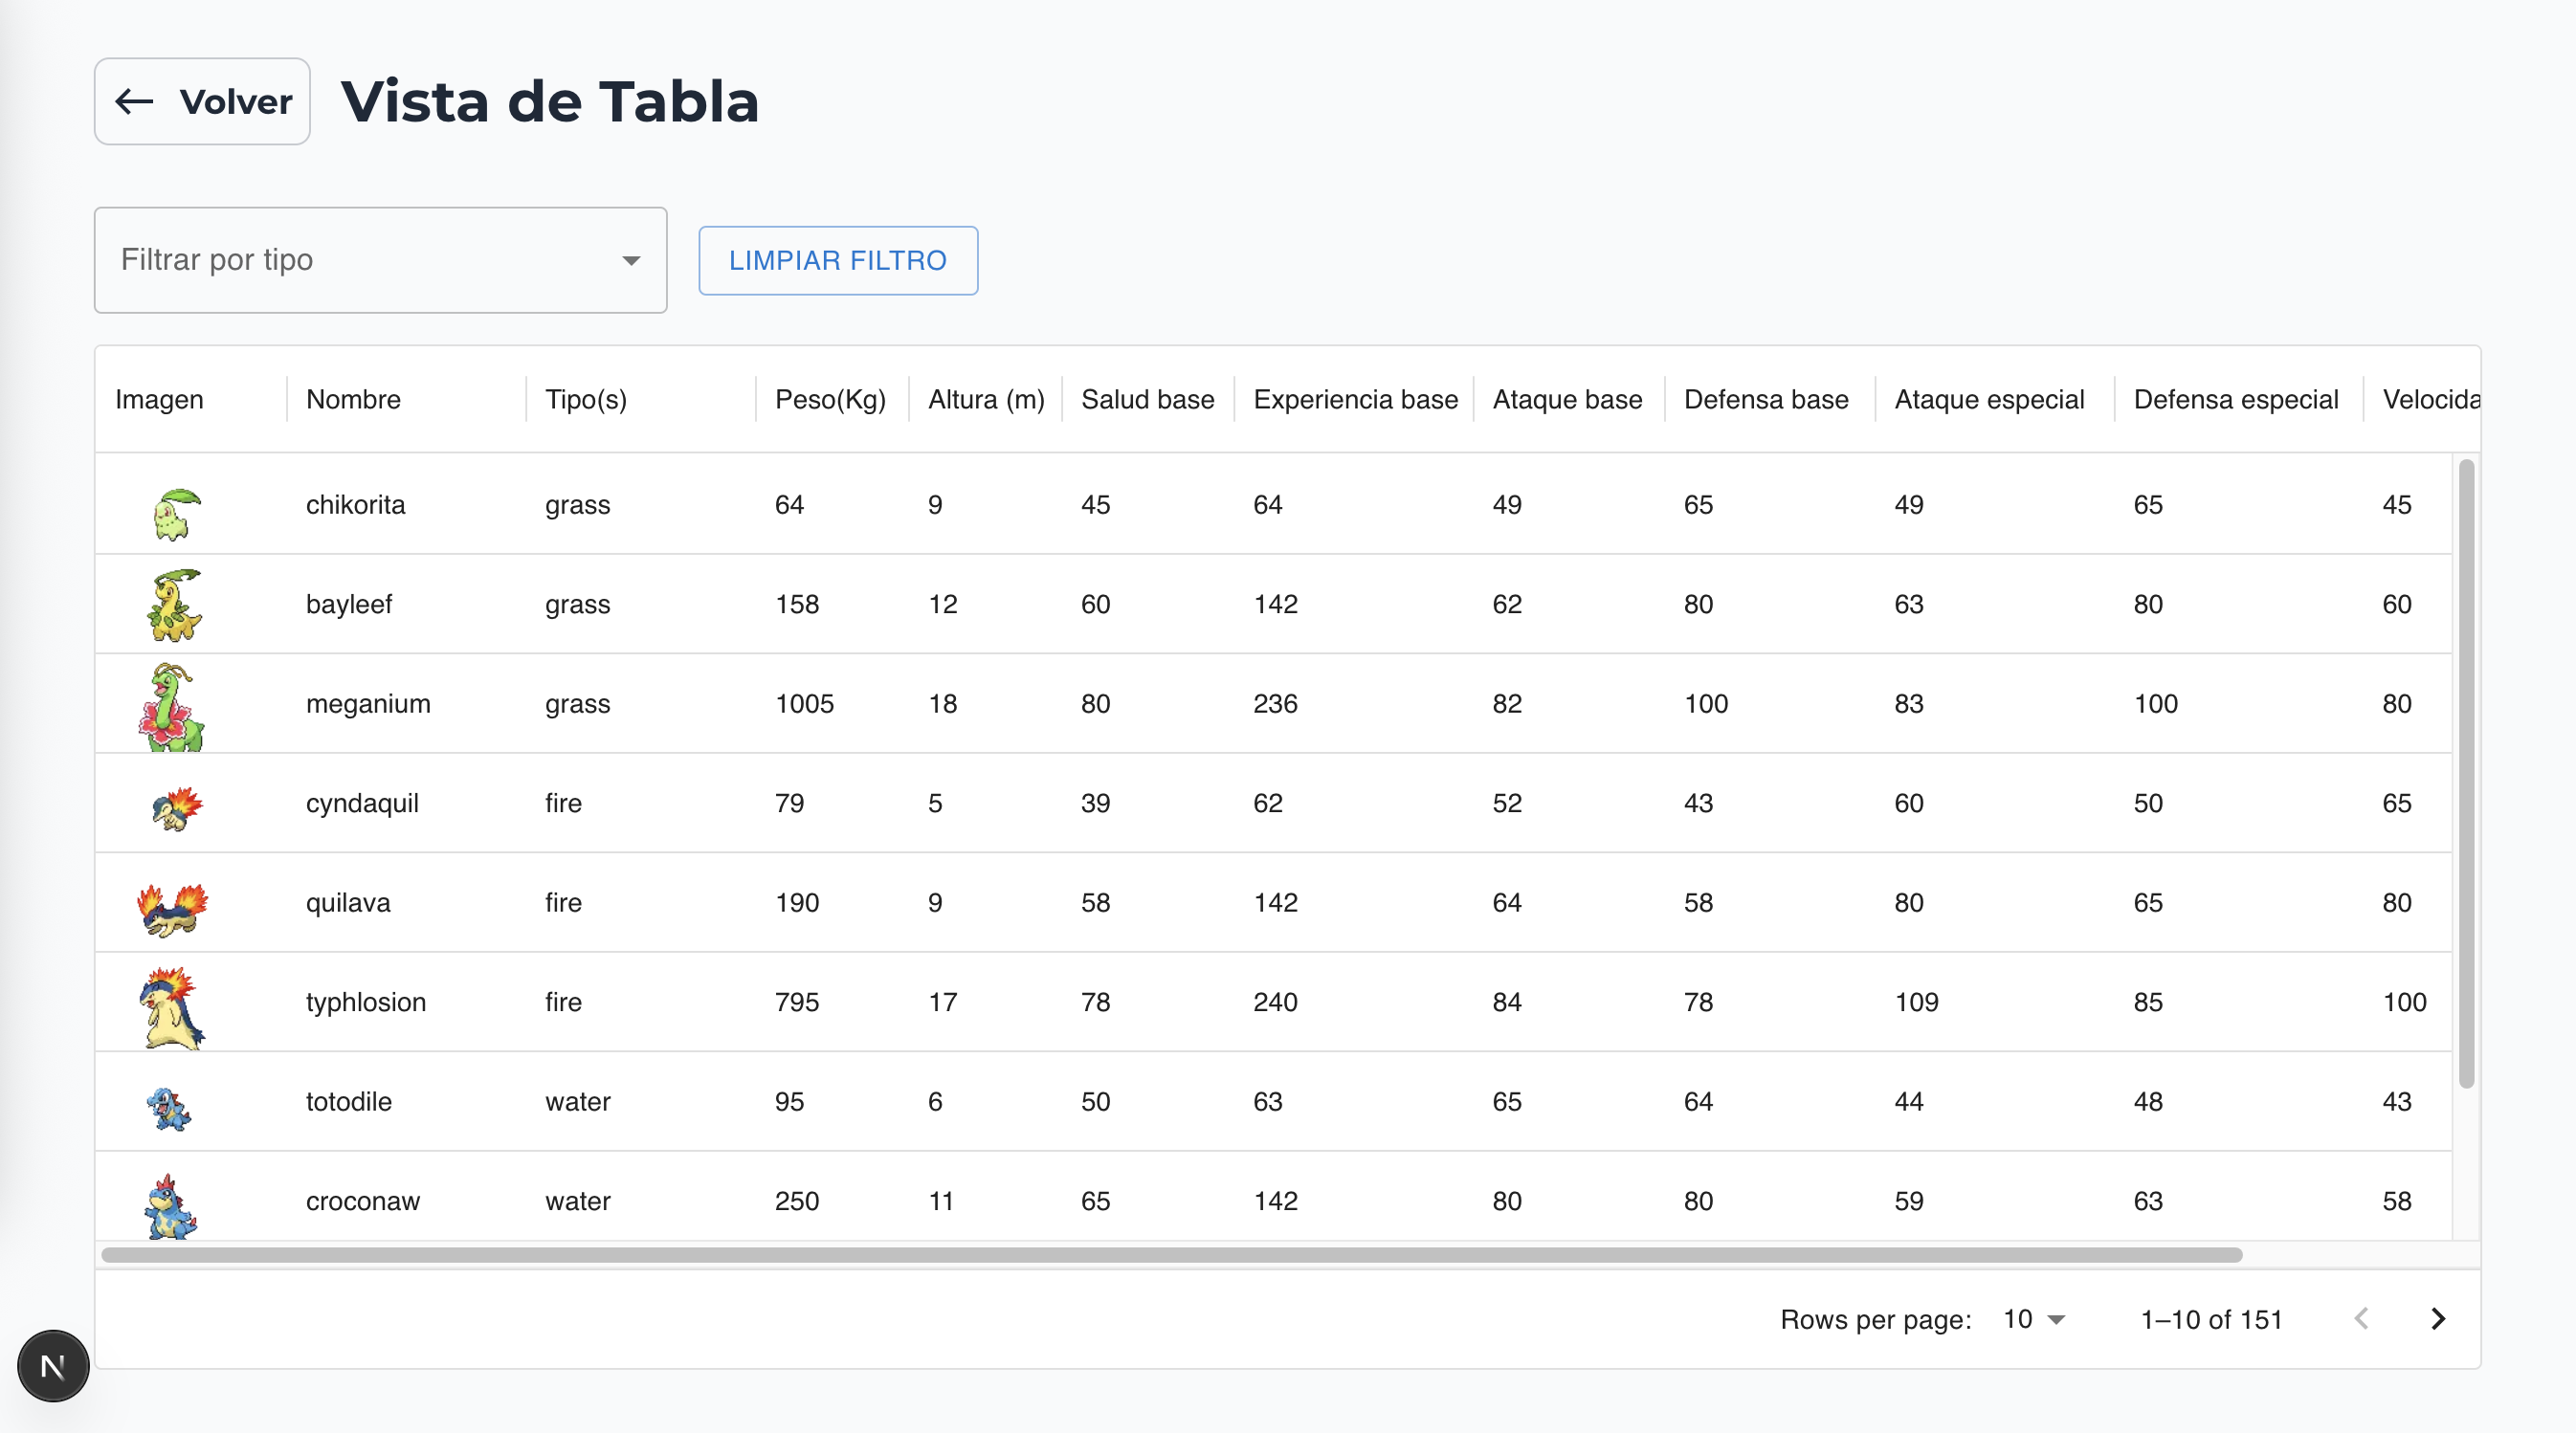 Volver
Vista de Tabla
Filtrar por tipo
LIMPIAR FILTRO
Imagen Nombre Tipo(s) Peso(Kg) Altura (m) Salud base Experiencia base Ataque base Defensa base Ataque especial Defensa especial Velocida
chikorita grass 64 9 45 64 49 65 49 65 45
bayleef grass 158 12 60 142 62 80 63 80 60
meganium grass 1005 18 80 236 82 100 83 100 80
cyndaquil fire 79 5 39 62 52 43 60 50 65
quilava fire 190 9 58 142 64 58 80 65 80
typhlosion fire 795 17 78 240 84 78 109 85 100
totodile water 95 6 50 63 65 64 44 48 43
croconaw water 250 11 65 142 80 80 59 63 58
Rows per page: 10 1–10 of 151
N